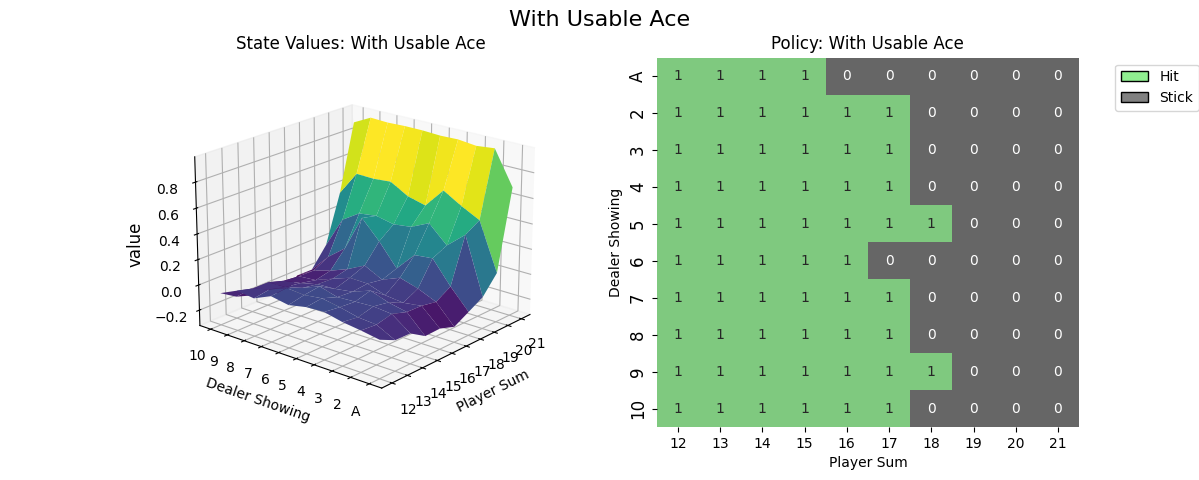 With Usable Ace
State Values: With Usable Ace
0.8
0.6
0.4
0.2
0.0
−0.2
value
10 9 8 7 6 5 4 3 2 A
Dealer Showing
12 13 14 15 16 17 18 19 20 21
Player Sum
Policy: With Usable Ace
A 1 1 1 1 0 0 0 0 0 0
2 1 1 1 1 1 1 0 0 0 0
3 1 1 1 1 1 1 0 0 0 0
4 1 1 1 1 1 1 0 0 0 0
5 1 1 1 1 1 1 1 0 0 0
6 1 1 1 1 1 0 0 0 0 0
7 1 1 1 1 1 1 0 0 0 0
8 1 1 1 1 1 1 0 0 0 0
9 1 1 1 1 1 1 1 0 0 0
10 1 1 1 1 1 1 0 0 0 0
Dealer Showing
12 13 14 15 16 17 18 19 20 21
Player Sum
Hit
Stick